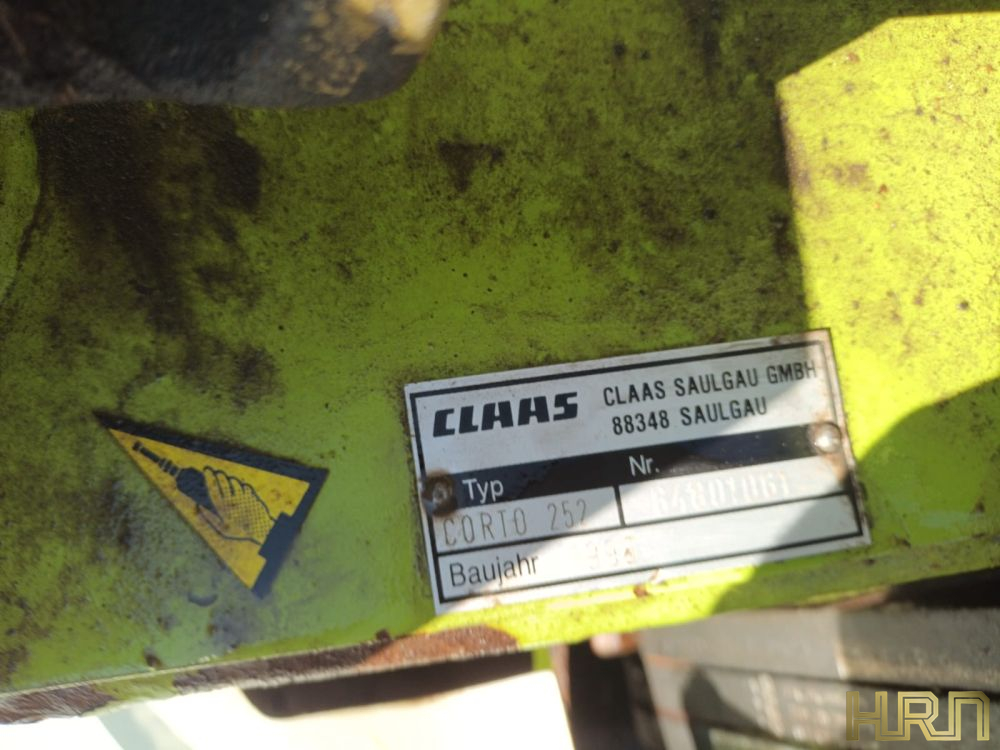 CLAAS
CLAAS SAULGAU GMBH
88348 SAULGAU
Typ
Nr.
CORTO 252
Baujahr
HRN